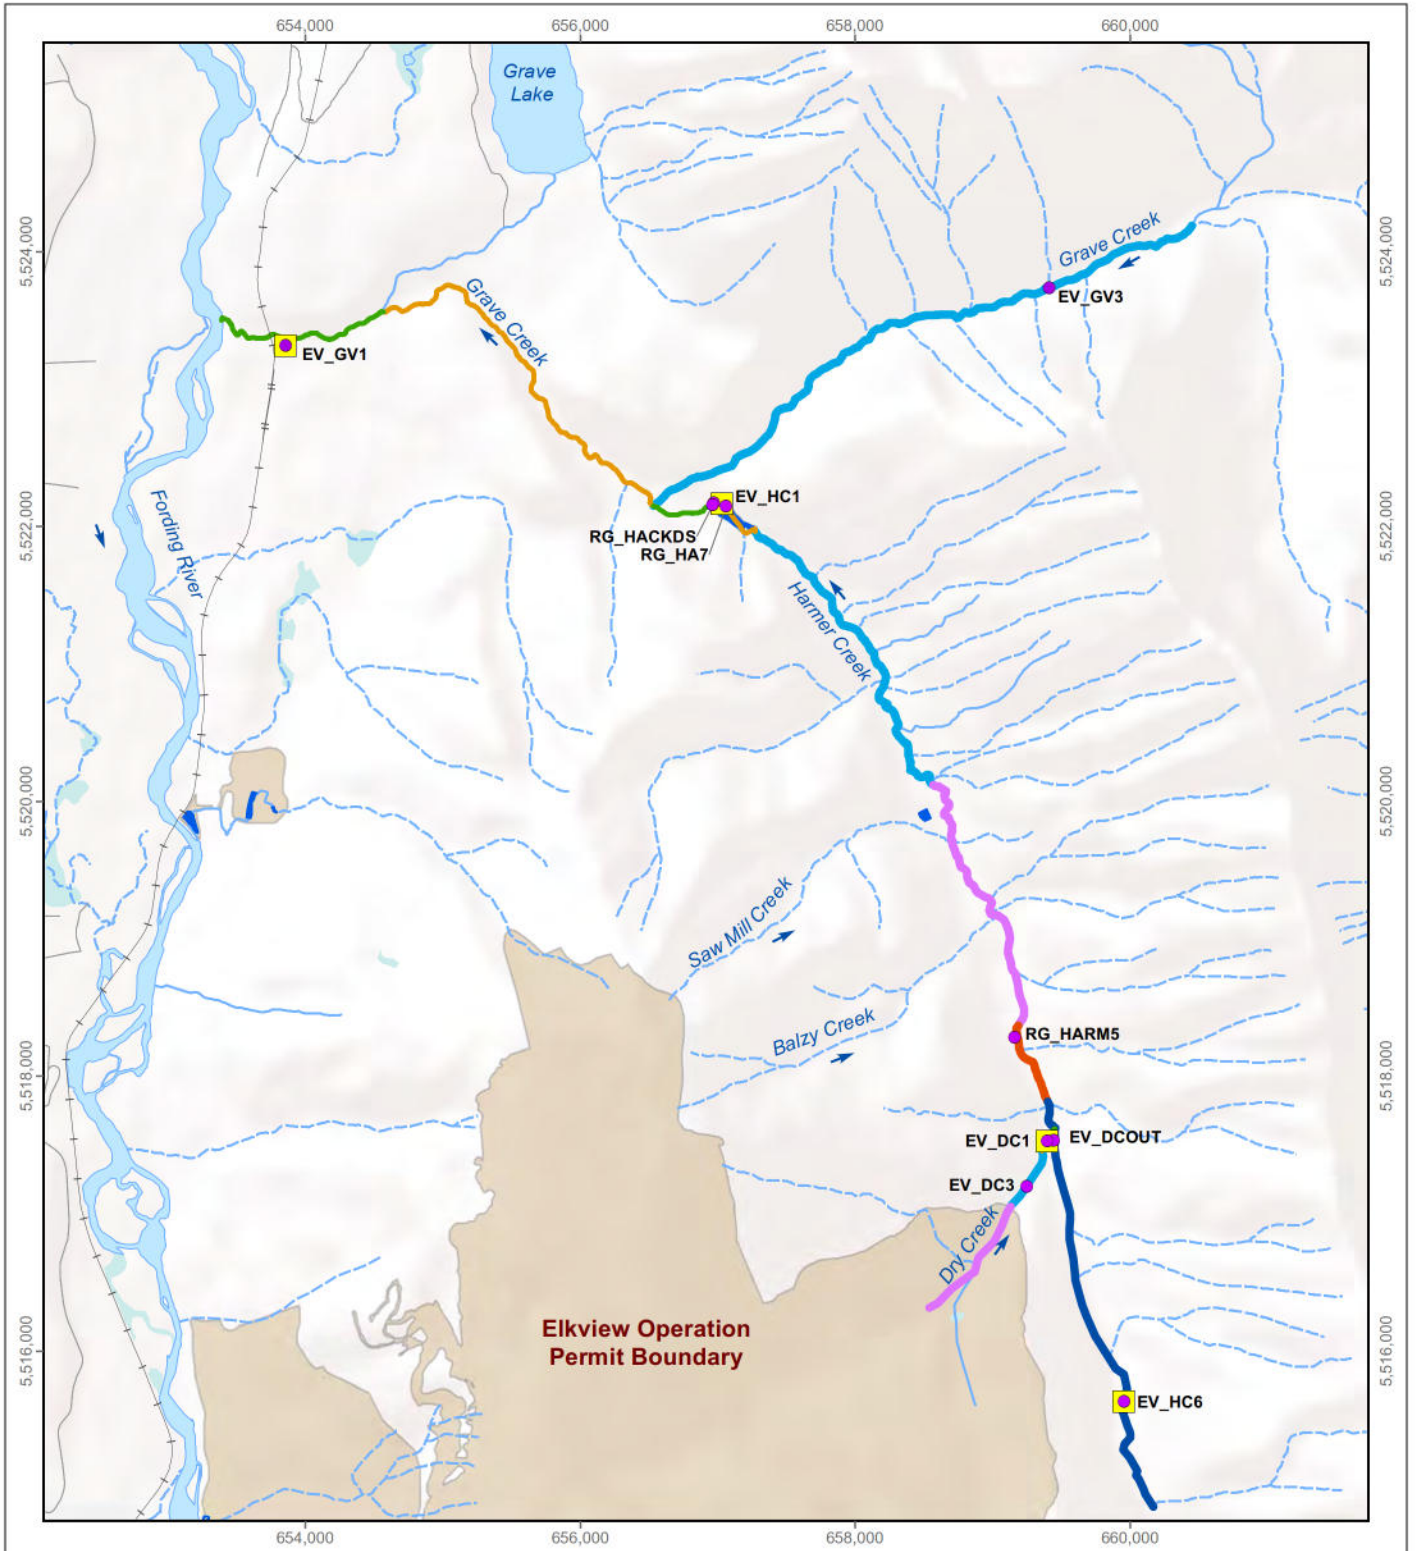 654,000
656,000
658,000
660,000
Grave
Lake
5,524,000
5,524,000
Grave Creek
EV_GV3
Grave Creek
EV_GV1
EV_HC1
RG_HACKDS
RG_HA7
5,522,000
5,522,000
Fording River
Harmer Creek
5,520,000
5,520,000
Saw Mill Creek
Balzy Creek
RG_HARM5
5,518,000
5,518,000
EV_DC1
EV_DCOUT
EV_DC3
Dry Creek
Elkview Operation
Permit Boundary
5,516,000
5,516,000
EV_HC6
654,000
656,000
658,000
660,000